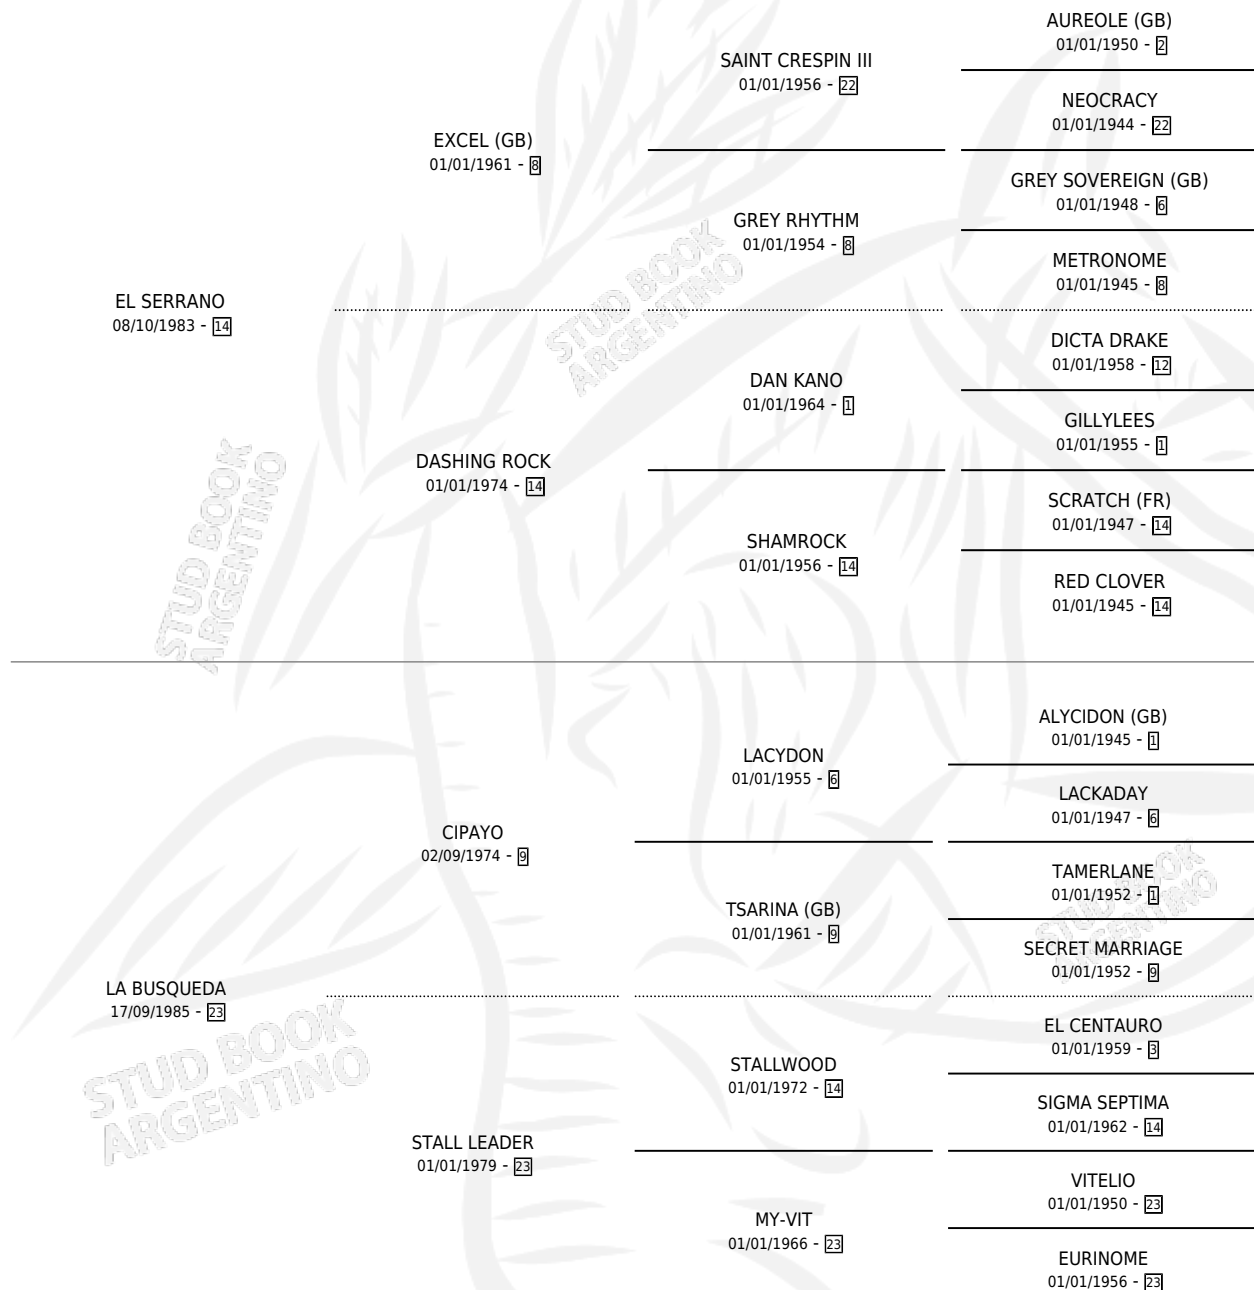 AUREOLE (GB)
01/01/1950 - 2
SAINT CRESPIN III
01/01/1956 - 22
NEOCRACY
01/01/1944 - 22
EXCEL (GB)
01/01/1961 - 8
GREY SOVEREIGN (GB)
01/01/1948 - 6
GREY RHYTHM
01/01/1954 - 8
METRONOME
01/01/1945 - 8
EL SERRANO
08/10/1983 - 14
DICTA DRAKE
01/01/1958 - 12
DAN KANO
01/01/1964 - 1
GILLYLEES
01/01/1955 - 1
DASHING ROCK
01/01/1974 - 14
SCRATCH (FR)
01/01/1947 - 14
SHAMROCK
01/01/1956 - 14
RED CLOVER
01/01/1945 - 14
ALYCIDON (GB)
01/01/1945 - 1
LACYDON
01/01/1955 - 6
LACKADAY
01/01/1947 - 6
CIPAYO
02/09/1974 - 9
TAMERLANE
01/01/1952 - 1
TSARINA (GB)
01/01/1961 - 9
SECRET MARRIAGE
01/01/1952 - 9
LA BUSQUEDA
17/09/1985 - 23
EL CENTAURO
01/01/1959 - 3
STALLWOOD
01/01/1972 - 14
SIGMA SEPTIMA
01/01/1962 - 14
STALL LEADER
01/01/1979 - 23
VITELIO
01/01/1950 - 23
MY-VIT
01/01/1966 - 23
EURINOME
01/01/1956 - 23
STUD BOOK
ARGENTINO
STUD BOOK
ARGENTINO
STUD BOOK
ARGENTINO
STUD BOOK
ARGENTINO